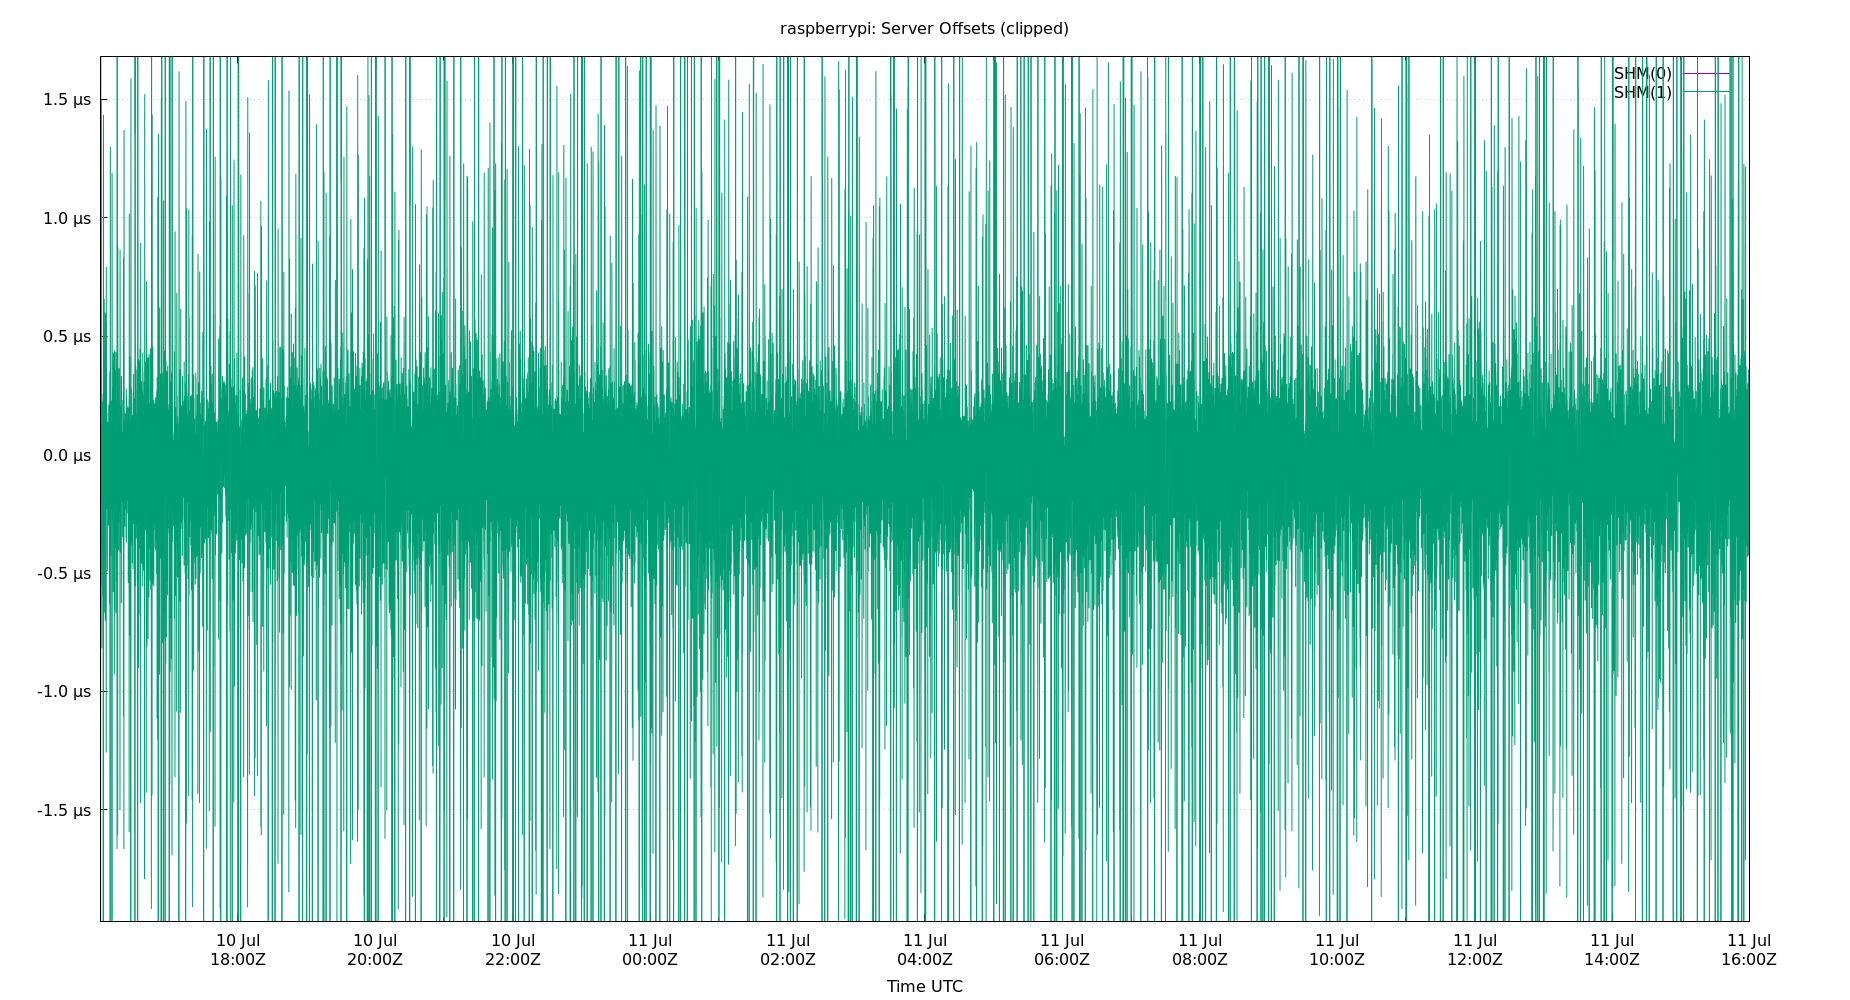 raspberrypi: Server Offsets (clipped)
SHM(0)
SHM(1)
1.5 µs
1.0 µs
0.5 µs
0.0 µs
-0.5 µs
-1.0 µs
-1.5 µs
10 Jul 10 Jul 10 Jul 11 Jul 11 Jul 11 Jul 11 Jul 11 Jul 11 Jul 11 Jul 11 Jul 11 Jul
18:00Z 20:00Z 22:00Z 00:00Z 02:00Z 04:00Z 06:00Z 08:00Z 10:00Z 12:00Z 14:00Z 16:00Z
Time UTC